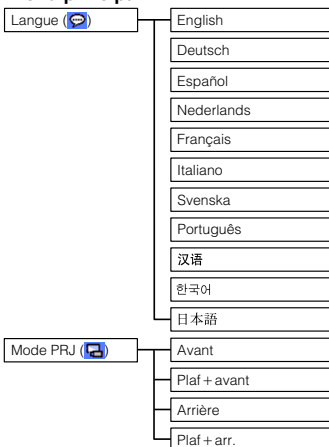 Langue ()
English
Deutsch
Español
Nederlands
Français
Italiano
Svenska
Português
汉语
한국어
日本語
Mode PRJ ()
Avant
Plaf + avant
Arrière
Plaf + arr.